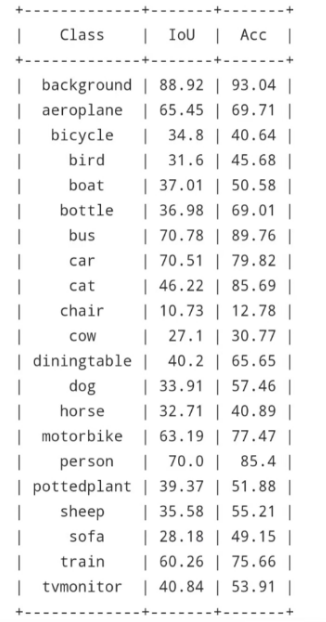 +-------------+-------+-------+
|    Class    |  IoU  |  Acc  |
+-------------+-------+-------+
|  background | 88.92 | 93.04 |
|  aeroplane  | 65.45 | 69.71 |
|   bicycle   |  34.8 | 40.64 |
|     bird    |  31.6 | 45.68 |
|     boat    | 37.01 | 50.58 |
|    bottle   | 36.98 | 69.01 |
|     bus     | 70.78 | 89.76 |
|     car     | 70.51 | 79.82 |
|     cat     | 46.22 | 85.69 |
|    chair    | 10.73 | 12.78 |
|     cow     |  27.1 | 30.77 |
| diningtable |  40.2 | 65.65 |
|     dog     | 33.91 | 57.46 |
|    horse    | 32.71 | 40.89 |
|  motorbike  | 63.19 | 77.47 |
|    person   |  70.0 |  85.4 |
| pottedplant | 39.37 | 51.88 |
|    sheep    | 35.58 | 55.21 |
|     sofa    | 28.18 | 49.15 |
|    train    | 60.26 | 75.66 |
|  tvmonitor  | 40.84 | 53.91 |
+-------------+-------+-------+